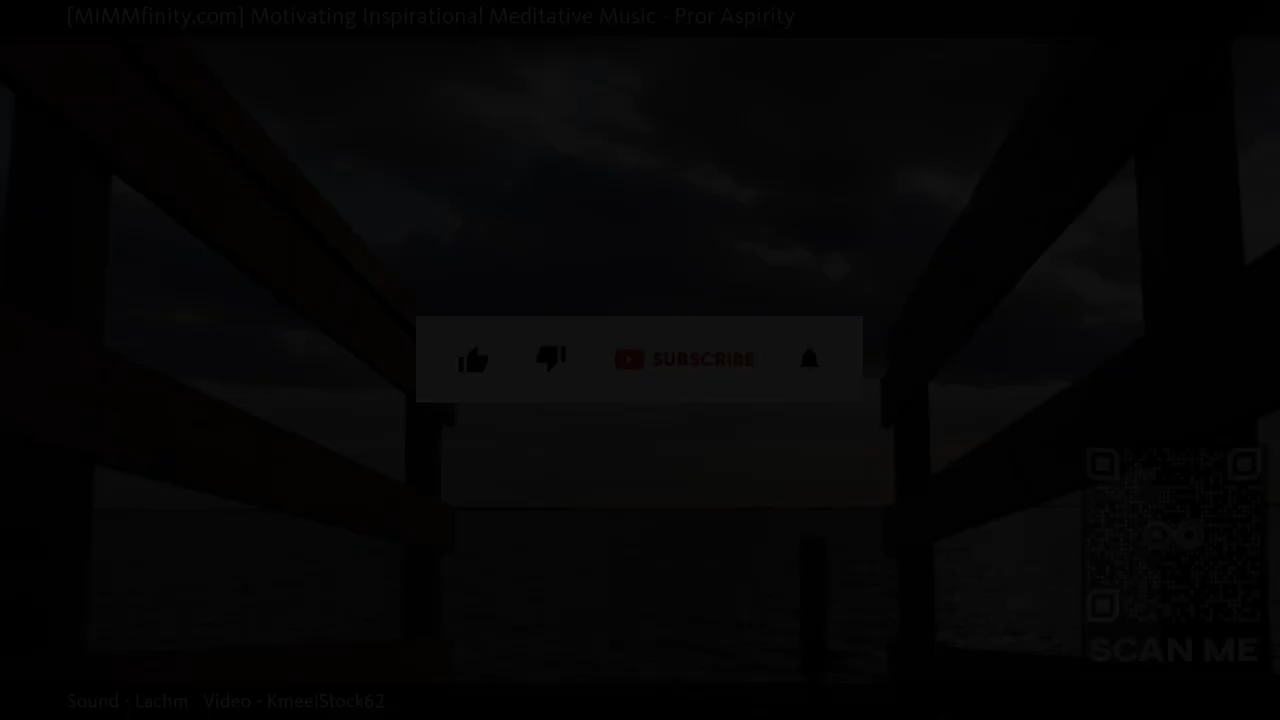 [MIMMfinity.com] Motivating Inspirational Meditative Music - Pror Aspirity
SUBSCRIBE
SCAN ME
Sound - Lachm Video - KmeelStock62